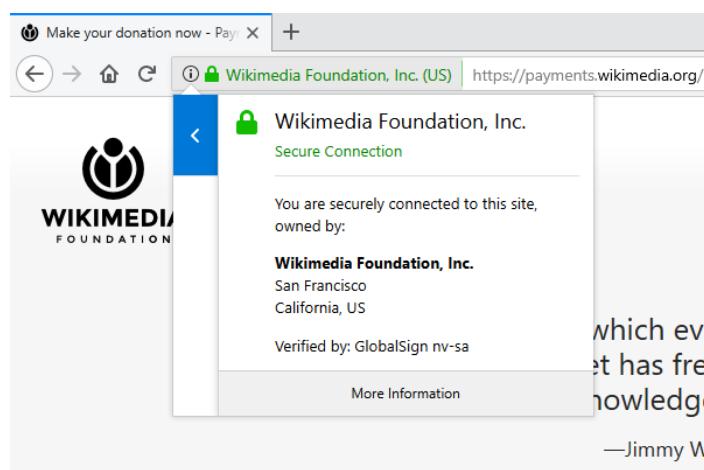 Make your donation now - Pay
Wikimedia Foundation, Inc. (US)
https://payments.wikimedia.org/
Wikimedia Foundation, Inc.
Secure Connection
WIKIMEDIA
FOUNDATION
You are securely connected to this site,
owned by:
Wikimedia Foundation, Inc.
San Francisco
California, US
Verified by: GlobalSign nv-sa
More Information
which ev
et has fre
nowledg
—Jimmy W